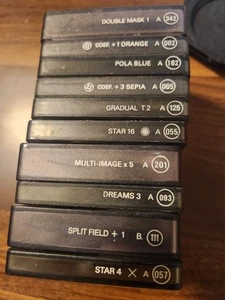 DOUBLE MASK 1 A 342
COEF. + 1 ORANGE A 002
POLA BLUE A 162
COEF. + 3 SEPIA A 005
GRADUAL T 2 A 125
STAR 16 A 055
MULTI-IMAGE x 5 A 201
DREAMS 3 A 093
SPLIT FIELD + 1 B. 111
STAR 4 A 057